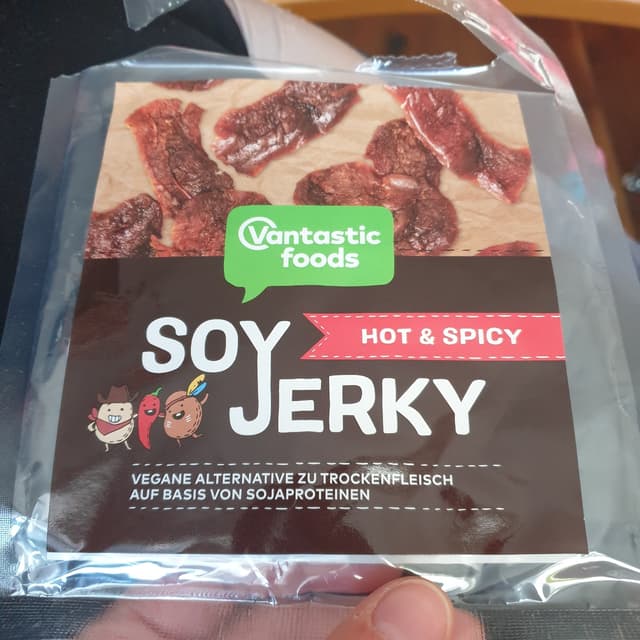 Vantastic
foods
SOY
HOT & SPICY
JERKY
VEGANE ALTERNATIVE ZU TROCKENFLEISCH
AUF BASIS VON SOJAPROTEINEN